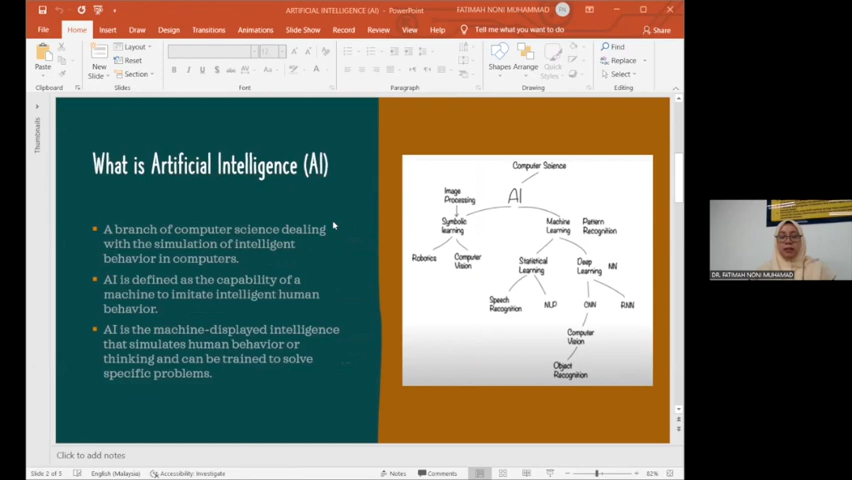 ARTIFICIAL INTELLIGENCE (AI) - PowerPoint
FATIMAH NONI MUHAMMAD
FN
File Home Insert Draw Design Transitions Animations Slide Show Review View Help Tell me what you want to do Share
Paste
New
Slide
Layout
Reset
Section
Shapes
Arrange
Quick
Styles
Find
Replace
Select
Clipboard
Slides
Font
Paragraph
Drawing
Editing
Thumbnails
What is Artificial Intelligence (AI)
A branch of computer science dealing
with the simulation of intelligent
behavior in computers.
AI is defined as the capability of a
machine to imitate intelligent human
behavior.
AI is the machine-displayed intelligence
that simulates human behavior or
thinking and can be trained to solve
specific problems.
Computer Science
AI
Image
Processing
Symbolic
learning
Machine
Learning
Pattern
Recognition
Robotics
Computer
Vision
Statistical
Learning
Deep
Learning
NN
Speech
Recognition
NLP
CNN
RNN
Computer
Vision
Object
Recognition
DR. FATIMAH NONI MUHAMAD
Click to add notes
Slide 2 of 5
English (Malaysia)
Accessibility: Investigate
Notes
Comments
82%